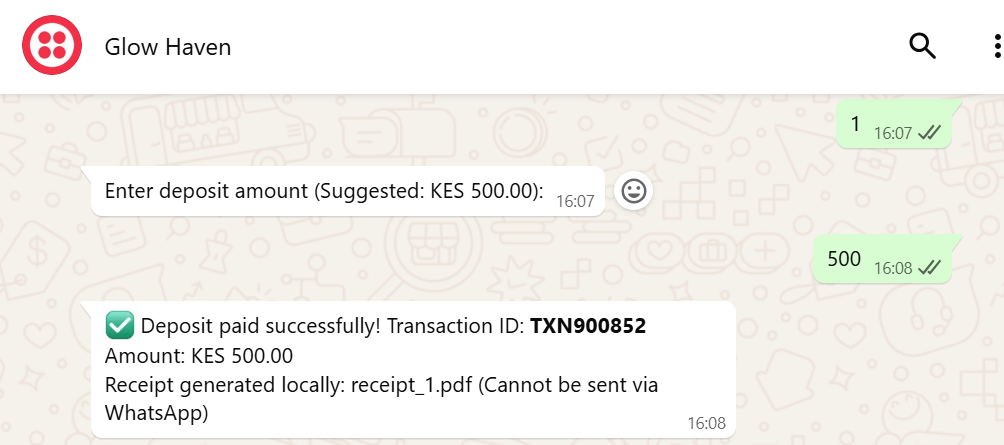 Glow Haven
1 16:07
Enter deposit amount (Suggested: KES 500.00): 16:07
500 16:08
✅ Deposit paid successfully! Transaction ID: TXN900852
Amount: KES 500.00
Receipt generated locally: receipt_1.pdf (Cannot be sent via
WhatsApp)
16:08